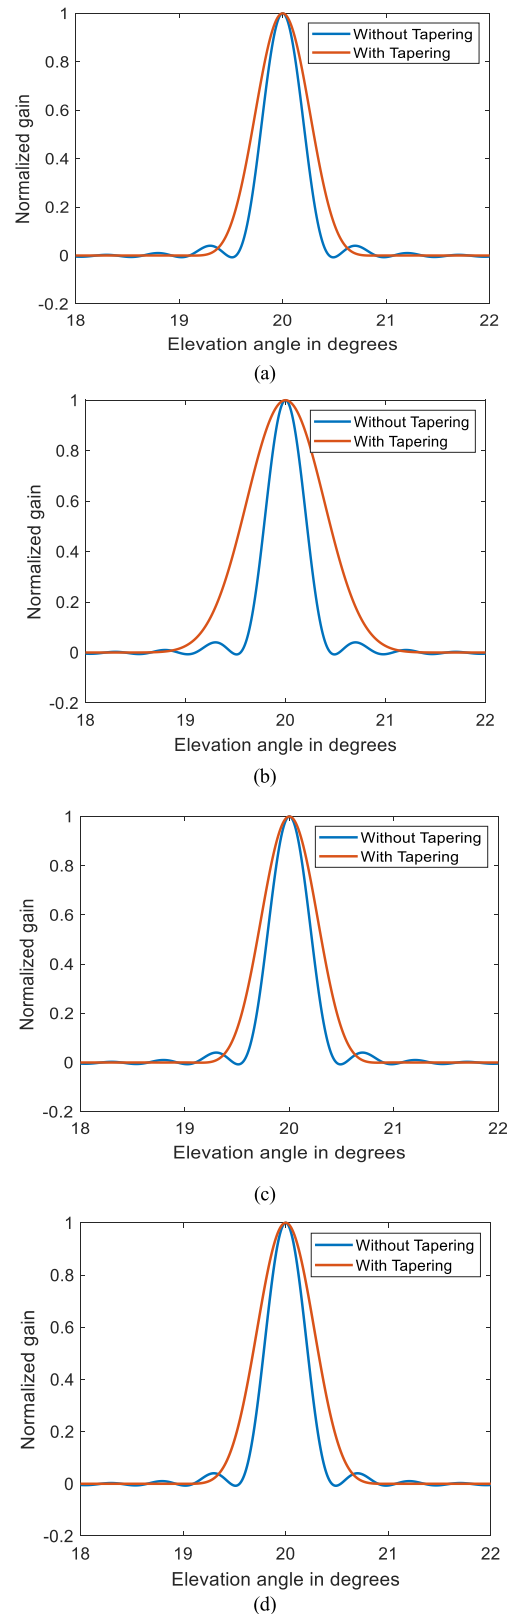 1
Without Tapering
With Tapering
0.8
0.6
0.4
0.2
0
-0.2
Normalized gain
18 19 20 21 22
Elevation angle in degrees
(a)
1
Without Tapering
With Tapering
0.8
0.6
0.4
0.2
0
-0.2
Normalized gain
18 19 20 21 22
Elevation angle in degrees
(b)
1
Without Tapering
With Tapering
0.8
0.6
0.4
0.2
0
-0.2
Normalized gain
18 19 20 21 22
Elevation angle in degrees
(c)
1
Without Tapering
With Tapering
0.8
0.6
0.4
0.2
0
-0.2
Normalized gain
18 19 20 21 22
Elevation angle in degrees
(d)